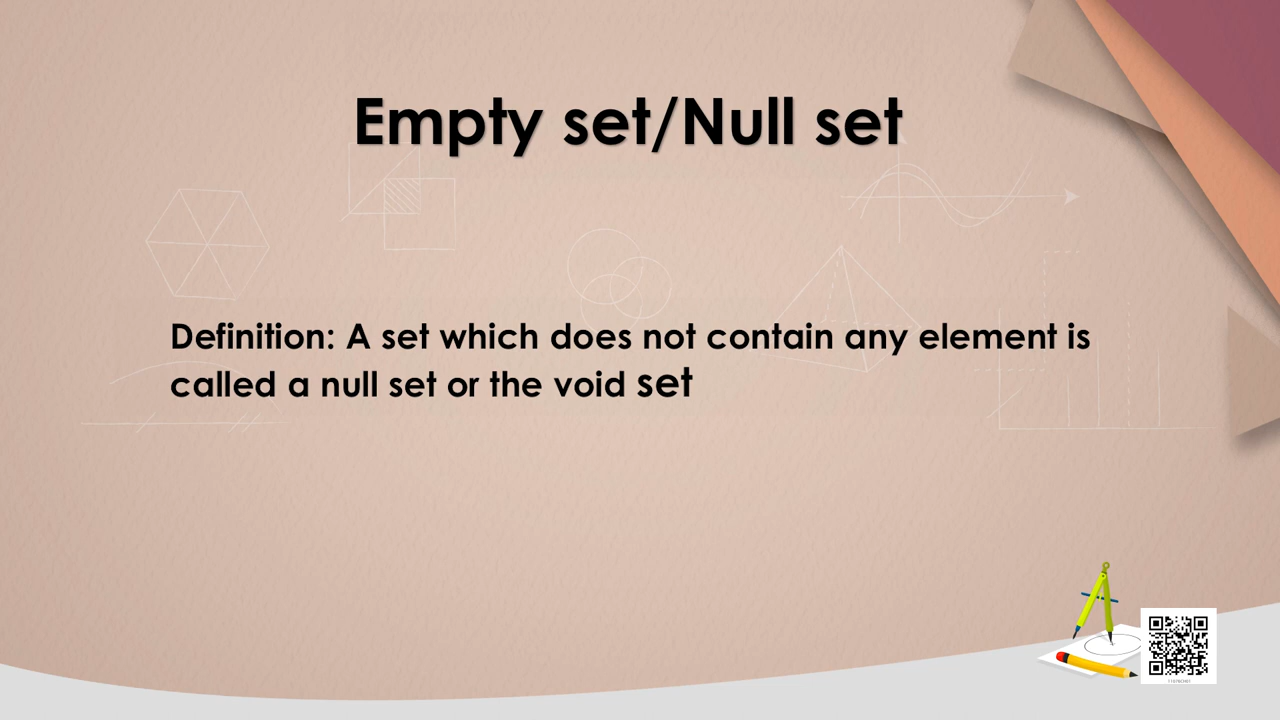 Empty set/Null set
Definition: A set which does not contain any element is
called a null set or the void set